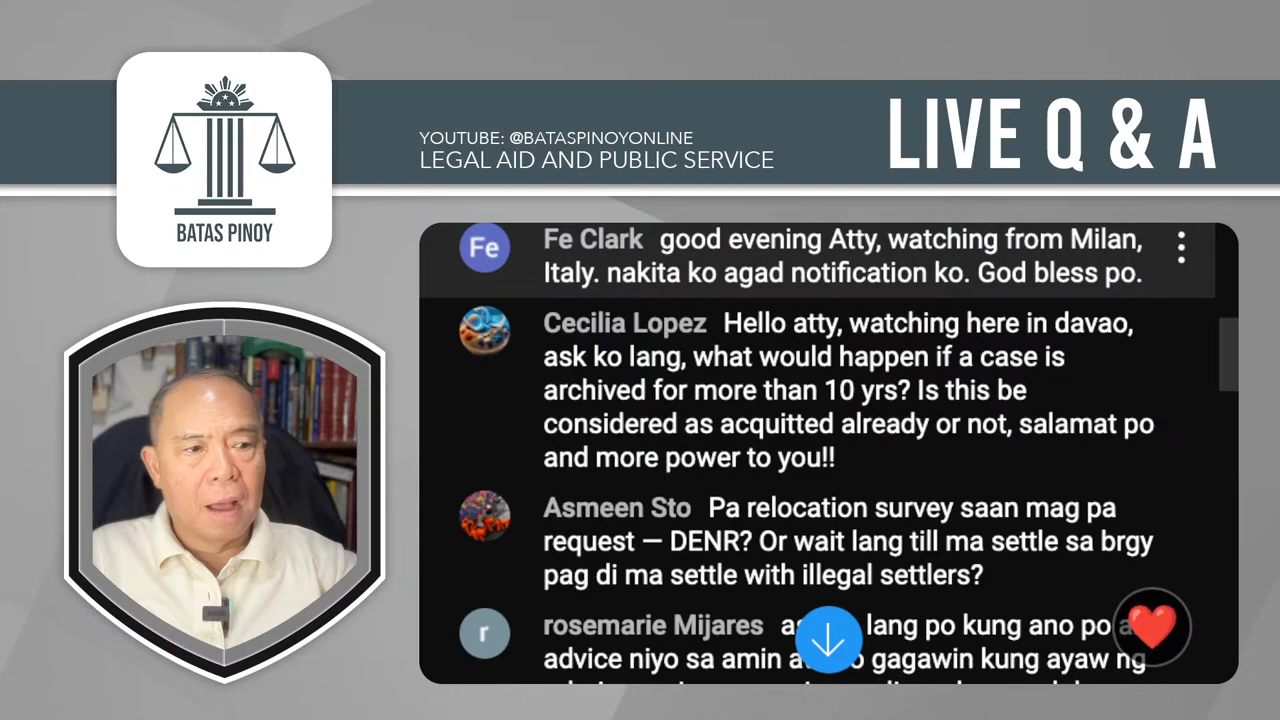 LIVE Q & A
YOUTUBE: @BATASPINOYONLINE
LEGAL AID AND PUBLIC SERVICE
BATAS PINOY
Fe
Fe Clark good evening Atty, watching from Milan,
Italy. nakita ko agad notification ko. God bless po.
Cecilia Lopez Hello atty, watching here in davao,
ask ko lang, what would happen if a case is
archived for more than 10 yrs? Is this be
considered as acquitted already or not, salamat po
and more power to you!!
Asmeen Sto Pa relocation survey saan mag pa
request — DENR? Or wait lang till ma settle sa brgy
pag di ma settle with illegal settlers?
r
rosemarie Mijares lang po kung ano po
advice niyo sa amin gagawin kung ayaw ng